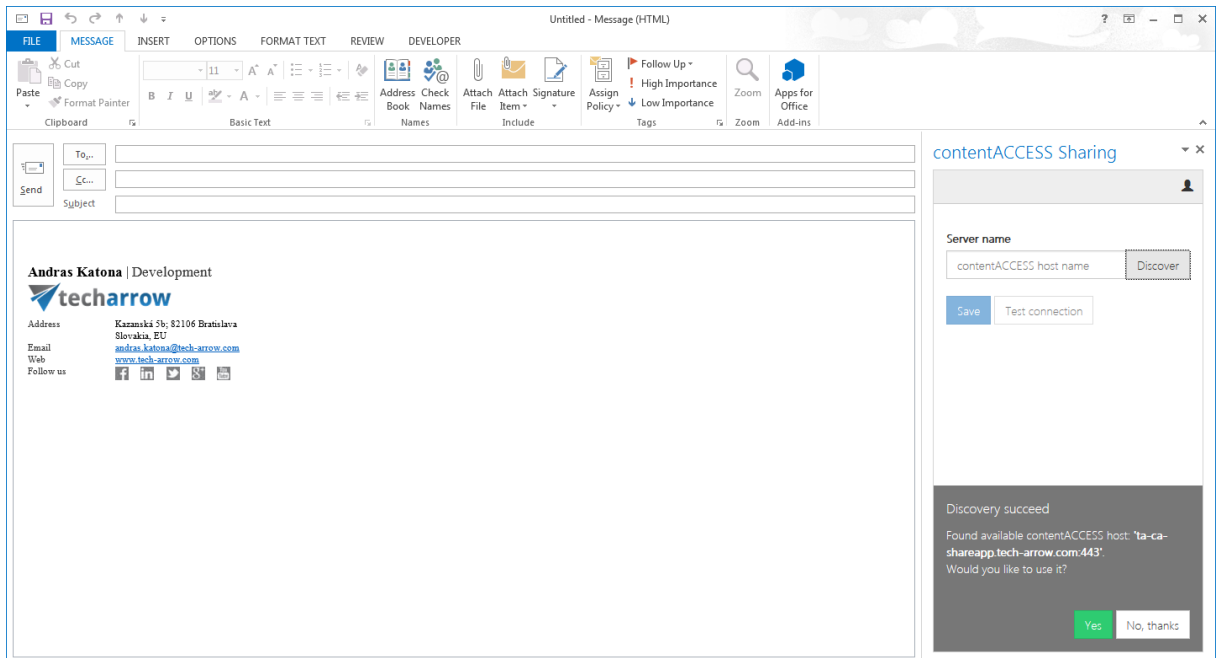 Untitled - Message (HTML)
?
FILE MESSAGE INSERT OPTIONS FORMAT TEXT REVIEW DEVELOPER
Paste
Cut
Copy
Format Painter
Clipboard
11
B I U
Basic Text
Address Book
Check Names
Names
Attach File
Attach Item
Signature
Include
Assign Policy
Follow Up
High Importance
Low Importance
Tags
Zoom
Zoom
Apps for Office
Add-ins
Send
To...
Cc...
Subject
Andras Katona | Development
techarrow
Address Kazanská 5b; 82106 Bratislava
Slovakia, EU
Email andras.katona@tech-arrow.com
Web www.tech-arrow.com
Follow us
contentACCESS Sharing
Server name
contentACCESS host name Discover
Save Test connection
Discovery succeed
Found available contentACCESS host: 'ta-ca-
shareapp.tech-arrow.com:443'.
Would you like to use it?
Yes No, thanks